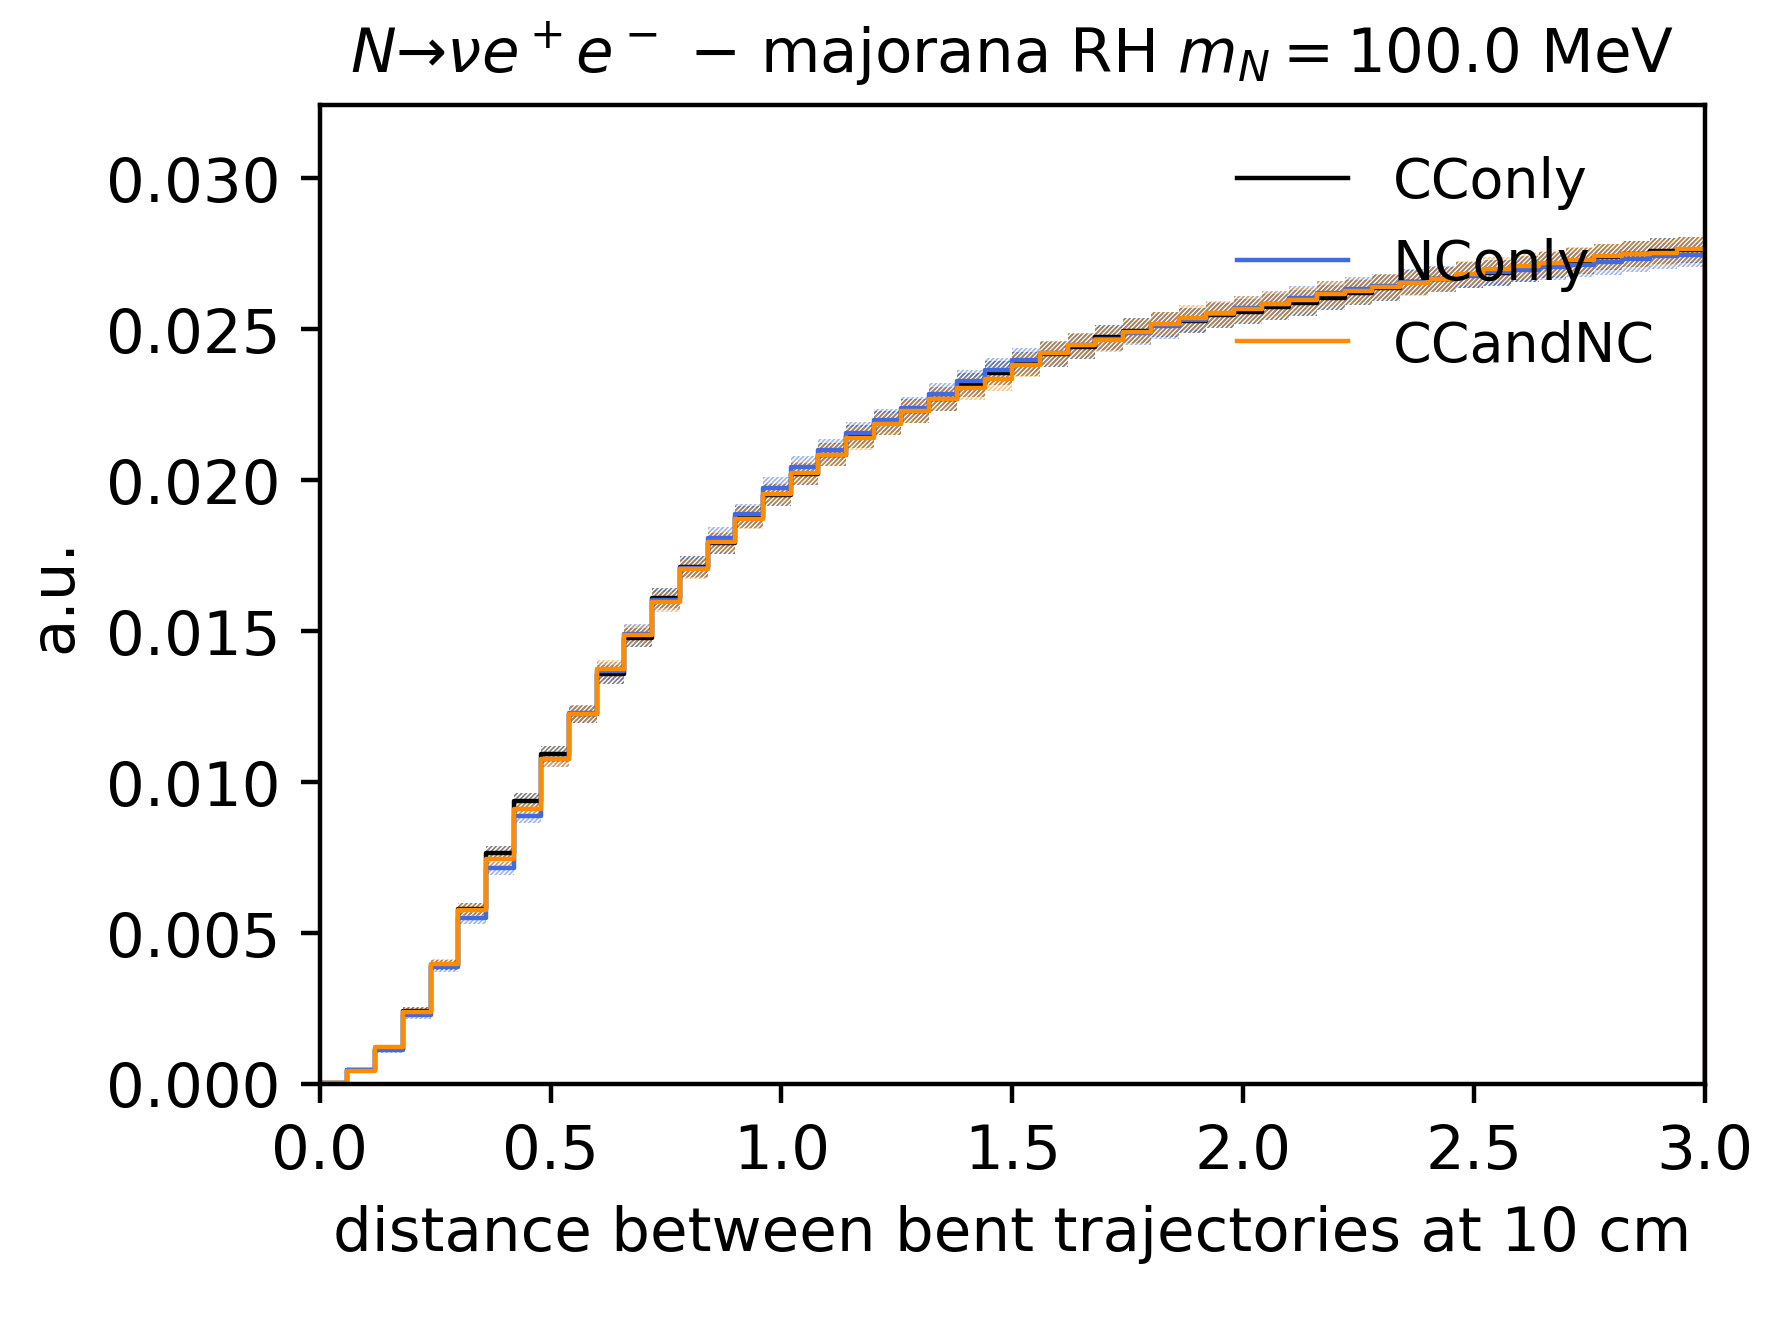 N→νe⁺e⁻ − majorana RH m_N = 100.0 MeV
0.030
0.025
0.020
0.015
0.010
0.005
0.000
a.u.
CConly
NConly
CCandNC
0.0 0.5 1.0 1.5 2.0 2.5 3.0
distance between bent trajectories at 10 cm